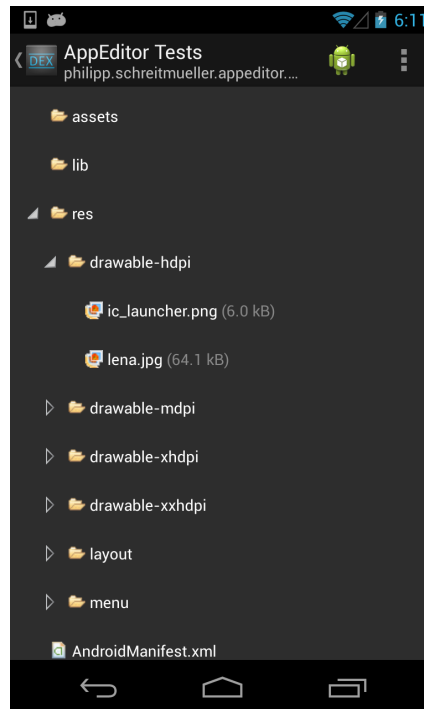 6:11
DEX
AppEditor Tests
philipp.schreitmueller.appeditor....
assets
lib
res
drawable-hdpi
ic_launcher.png (6.0 kB)
lena.jpg (64.1 kB)
drawable-mdpi
drawable-xhdpi
drawable-xxhdpi
layout
menu
AndroidManifest.xml